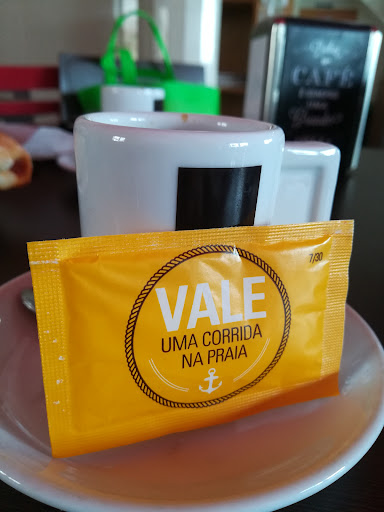 CAFÉ
7/30
VALE
UMA CORRIDA
NA PRAIA